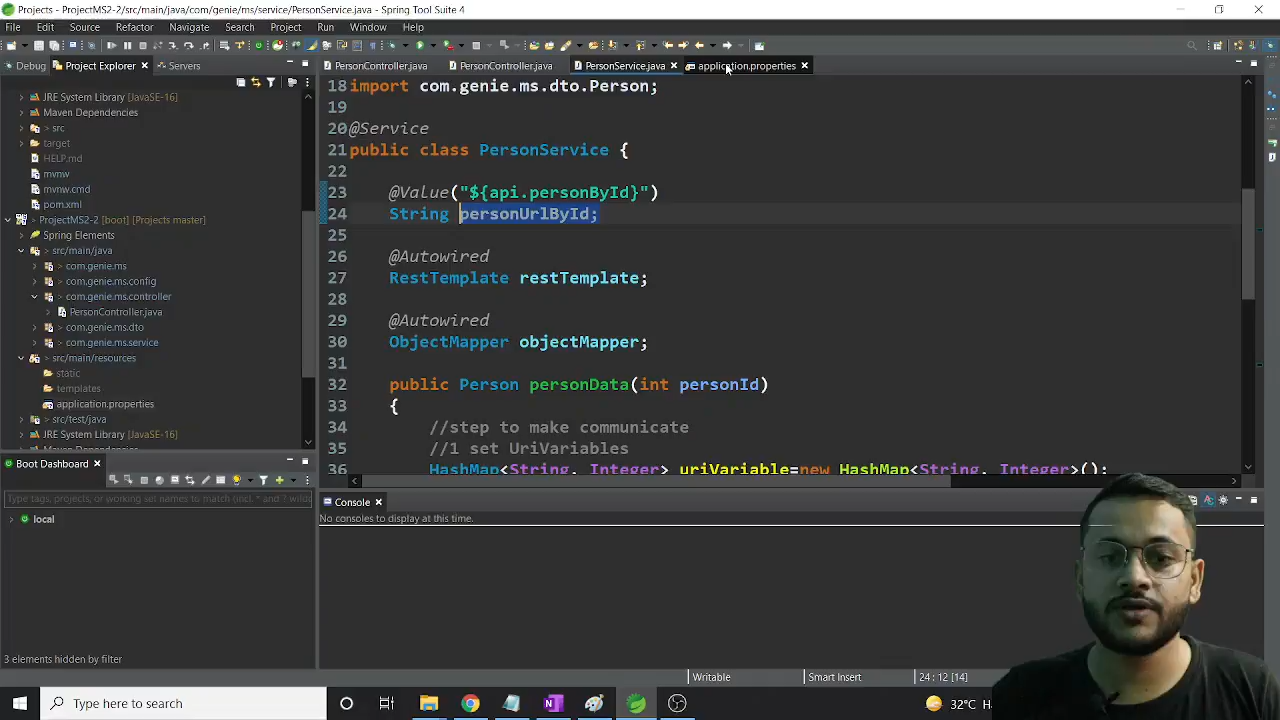 Projects - ProjectMS2-2/src/main/java/com/genie/ms/service/PersonService.java - Spring Tool Suite 4
File Edit Source Refactor Navigate Search Project Run Window Help
Debug Project Explorer Servers
JRE System Library [JavaSE-16]
Maven Dependencies
> src
target
HELP.md
mvnw
mvnw.cmd
pom.xml
> ProjectMS2-2 [boot] [Projects master]
Spring Elements
> src/main/java
> com.genie.ms
> com.genie.ms.config
> com.genie.ms.controller
> PersonController.java
> com.genie.ms.dto
> com.genie.ms.service
> src/main/resources
static
templates
application.properties
> src/test/java
JRE System Library [JavaSE-16]
Maven Dependencies
Boot Dashboard
Type tags, projects, or working set names to match (incl. * and ? wildc
local
3 elements hidden by filter
PersonController.java PersonController.java PersonService.java application.properties
18 import com.genie.ms.dto.Person;
19
20 @Service
21 public class PersonService {
22
23 @Value("${api.personById}")
24 String personUrlById;
25
26 @Autowired
27 RestTemplate restTemplate;
28
29 @Autowired
30 ObjectMapper objectMapper;
31
32 public Person personData(int personId)
33 {
34 //step to make communicate
35 //1 set UriVariables
36 HashMap<String, Integer> uriVariable=new HashMap<String, Integer>();
Console
No consoles to display at this time.
Writable Smart Insert 24 : 12 [14]
Type here to search
32°C